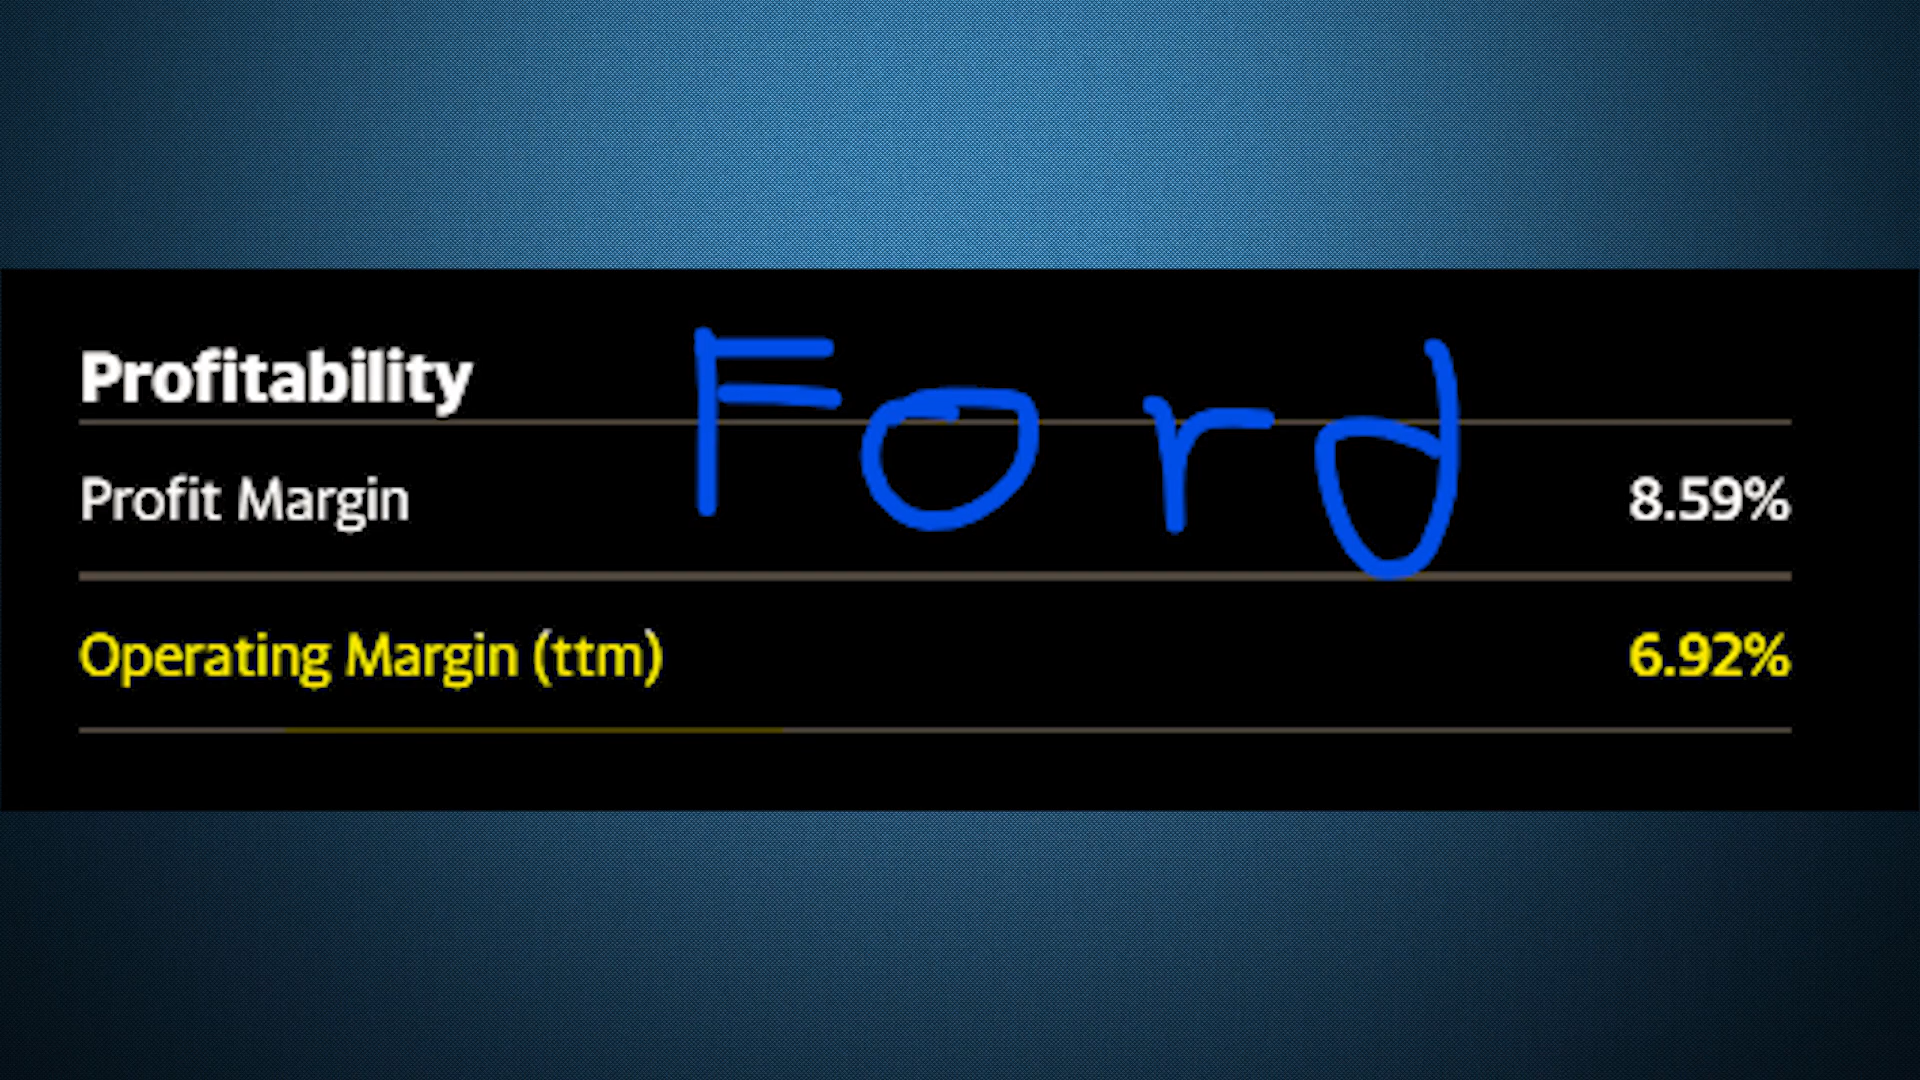 Profitability
Ford
Profit Margin 8.59%
Operating Margin (ttm) 6.92%